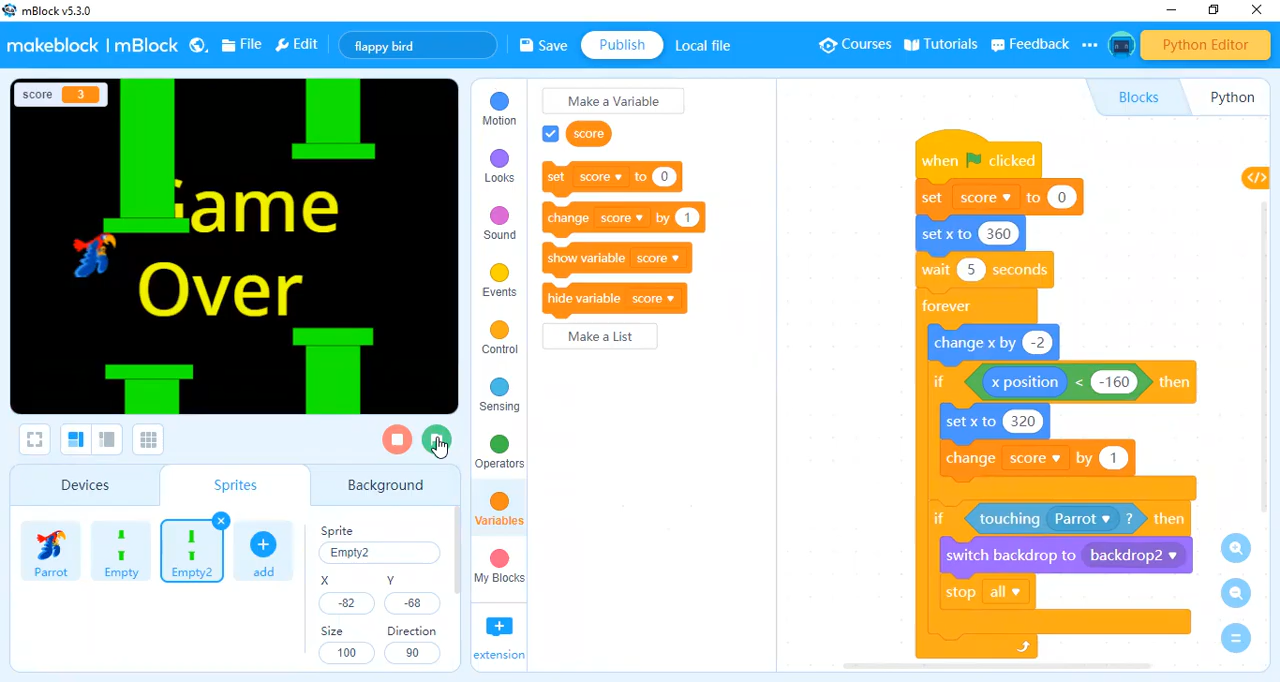 mBlock v5.3.0
makeblock | mBlock File Edit flappy bird Save Publish Local file Courses Tutorials Feedback Python Editor
score 3
Game
Over
Devices Sprites Background
Parrot Empty Empty2 add
Sprite
Empty2
X Y
-82 -68
Size Direction
100 90
Motion
Looks
Sound
Events
Control
Sensing
Operators
Variables
My Blocks
extension
Make a Variable
score
set score to 0
change score by 1
show variable score
hide variable score
Make a List
Blocks Python
when clicked
set score to 0
set x to 360
wait 5 seconds
forever
change x by -2
if x position < -160 then
set x to 320
change score by 1
if touching Parrot ? then
switch backdrop to backdrop2
stop all